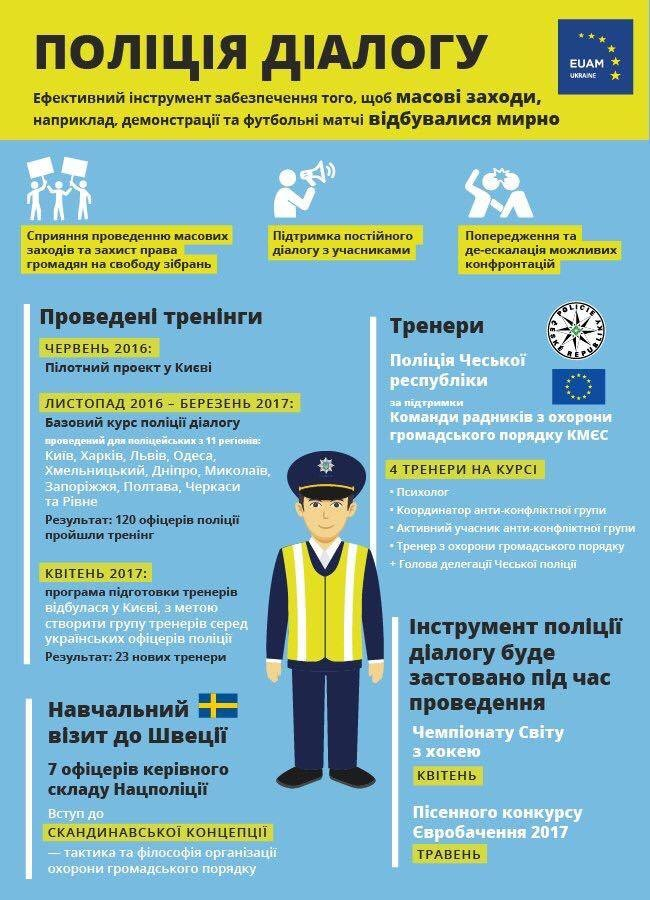 ПОЛІЦІЯ ДІАЛОГУ
EUAM
UKRAINE
Ефективний інструмент забезпечення того, щоб масові заходи,
наприклад, демонстрації та футбольні матчі відбувалися мирно
Сприяння проведенню масових
заходів та захист права
громадян на свободу зібрань
Підтримка постійного
діалогу з учасниками
Попередження та
де-ескалація можливих
конфронтацій
Проведені тренінги
ЧЕРВЕНЬ 2016:
Пілотний проект у Києві
ЛИСТОПАД 2016 – БЕРЕЗЕНЬ 2017:
Базовий курс поліції діалогу
проведений для поліцейських з 11 регіонів:
Київ, Харків, Львів, Одеса,
Хмельницький, Дніпро, Миколаїв,
Запоріжжя, Полтава, Черкаси
та Рівне
Результат: 120 офіцерів поліції
пройшли тренінг
КВІТЕНЬ 2017:
програма підготовки тренерів
відбулася у Києві, з метою
створити групу тренерів серед
українських офіцерів поліції
Результат: 23 нових тренери
Навчальний
візит до Швеції
7 офіцерів керівного
складу Нацполіції
Вступ до
СКАНДИНАВСЬКОЇ КОНЦЕПЦІЇ
— тактика та філософія організації
охорони громадського порядку
Тренери
POLICIE
ČESKÉ REPUBLIKY
Поліція Чеської
республіки
за підтримки
Команди радників з охорони
громадського порядку КМЄС
4 ТРЕНЕРИ НА КУРСІ
• Психолог
• Координатор анти-конфліктної групи
• Активний учасник анти-конфліктної групи
• Тренер з охорони громадського порядку
+ Голова делегації Чеської поліції
Інструмент поліції
діалогу буде
застовано під час
проведення
Чемпіонату Світу
з хокею
КВІТЕНЬ
Пісенного конкурсу
Євробачення 2017
ТРАВЕНЬ